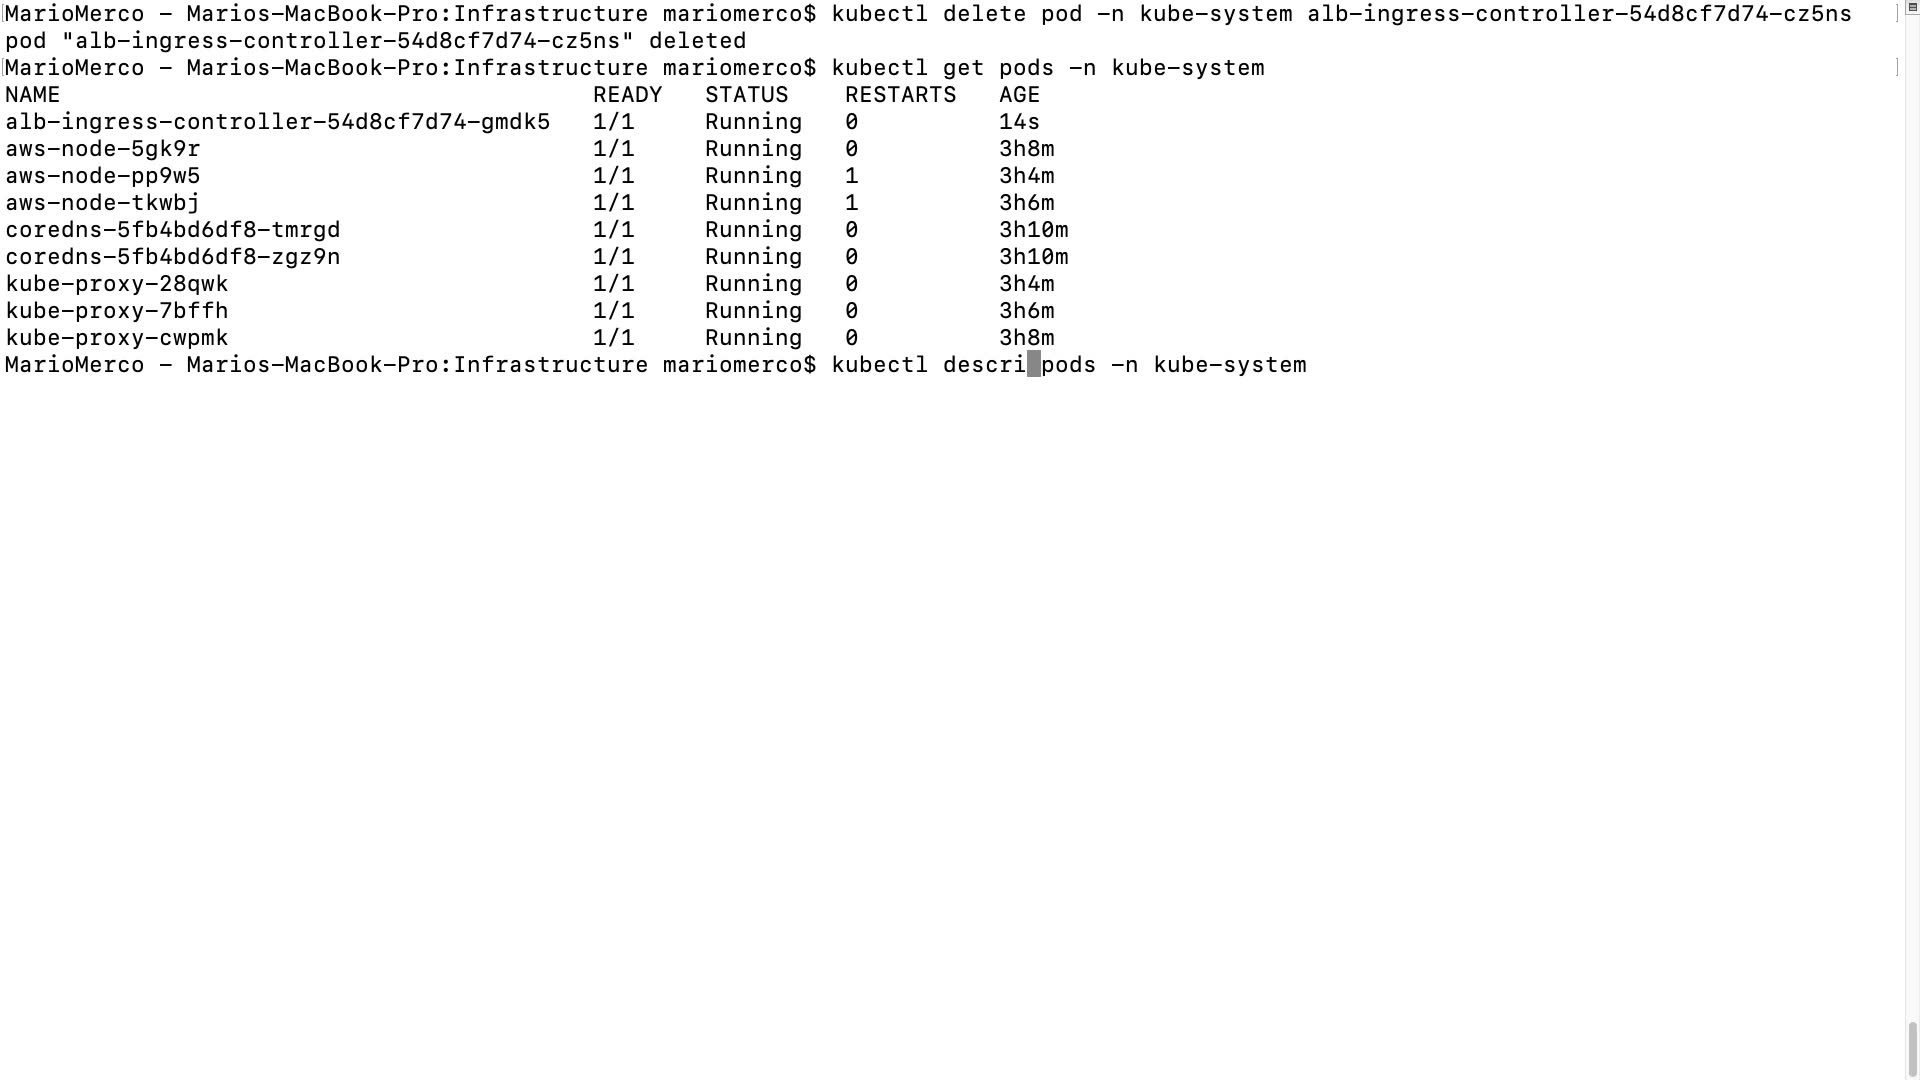 MarioMerco - Marios-MacBook-Pro:Infrastructure mariomerco$ kubectl delete pod -n kube-system alb-ingress-controller-54d8cf7d74-cz5ns
pod "alb-ingress-controller-54d8cf7d74-cz5ns" deleted
MarioMerco - Marios-MacBook-Pro:Infrastructure mariomerco$ kubectl get pods -n kube-system
NAME READY STATUS RESTARTS AGE
alb-ingress-controller-54d8cf7d74-gmdk5 1/1 Running 0 14s
aws-node-5gk9r 1/1 Running 0 3h8m
aws-node-pp9w5 1/1 Running 1 3h4m
aws-node-tkwbj 1/1 Running 1 3h6m
coredns-5fb4bd6df8-tmrgd 1/1 Running 0 3h10m
coredns-5fb4bd6df8-zgz9n 1/1 Running 0 3h10m
kube-proxy-28qwk 1/1 Running 0 3h4m
kube-proxy-7bffh 1/1 Running 0 3h6m
kube-proxy-cwpmk 1/1 Running 0 3h8m
MarioMerco - Marios-MacBook-Pro:Infrastructure mariomerco$ kubectl descri pods -n kube-system